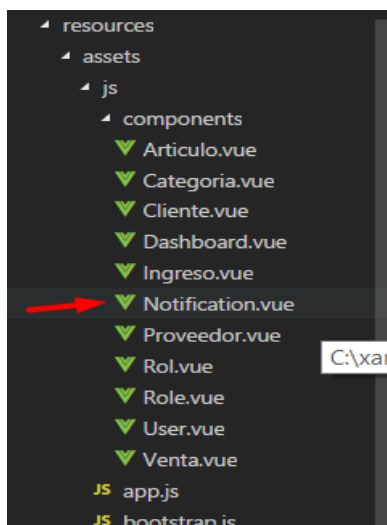 resources
assets
js
components
Articulo.vue
Categoria.vue
Cliente.vue
Dashboard.vue
Ingreso.vue
Notification.vue
Proveedor.vue
C:\xar
Rol.vue
Role.vue
User.vue
Venta.vue
JS app.js
JS bootstrap.js